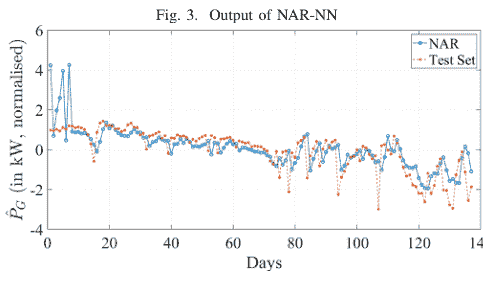 Fig. 3. Output of NAR-NN
6
4
2
0
-2
-4
0
20
40
60
80
100
120
140
NAR
Test Set
P̂_G (in kW, normalised)
Days